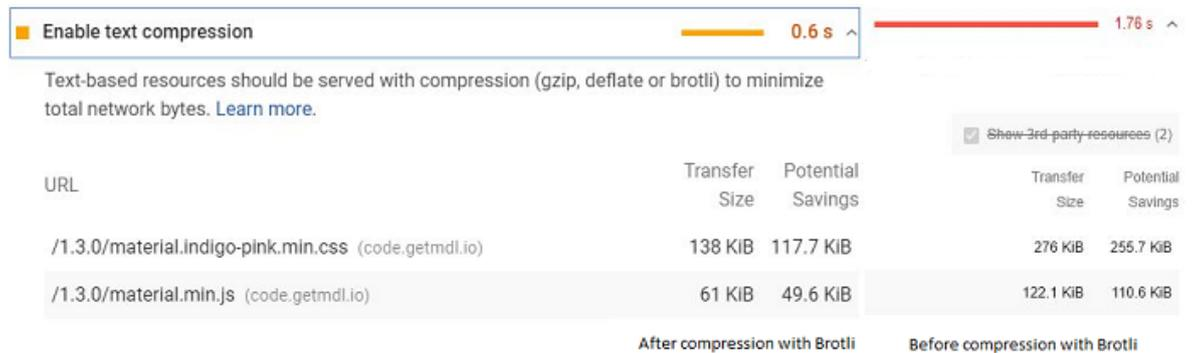 Enable text compression 0.6 s 1.76 s
Text-based resources should be served with compression (gzip, deflate or brotli) to minimize
total network bytes. Learn more.
Show 3rd-party resources (2)
URL Transfer Size Potential Savings Transfer Size Potential Savings
/1.3.0/material.indigo-pink.min.css (code.getmdl.io) 138 KiB 117.7 KiB 276 KiB 255.7 KiB
/1.3.0/material.min.js (code.getmdl.io) 61 KiB 49.6 KiB 122.1 KiB 110.6 KiB
After compression with Brotli Before compression with Brotli